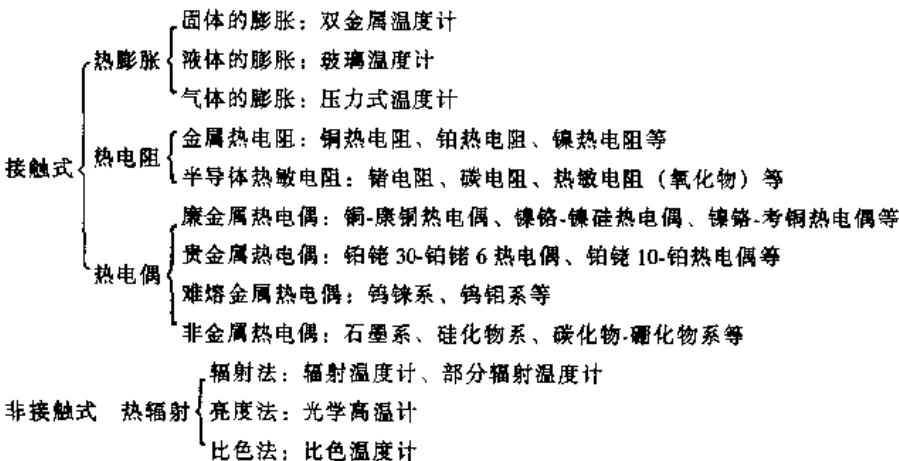 固体的膨胀：双金属温度计
热膨胀 液体的膨胀：玻璃温度计
气体的膨胀：压力式温度计
金属热电阻：铜热电阻、铂热电阻、镍热电阻等
接触式 热电阻
半导体热敏电阻：锗电阻、碳电阻、热敏电阻（氧化物）等
廉金属热电偶：铜-康铜热电偶、镍铬-镍硅热电偶、镍铬-考铜热电偶等
贵金属热电偶：铂铑30-铂铑6热电偶、铂铑10-铂热电偶等
热电偶
难熔金属热电偶：钨铼系、钨钼系等
非金属热电偶：石墨系、硅化物系、碳化物-硼化物系等
辐射法：辐射温度计、部分辐射温度计
非接触式 热辐射 亮度法：光学高温计
比色法：比色温度计